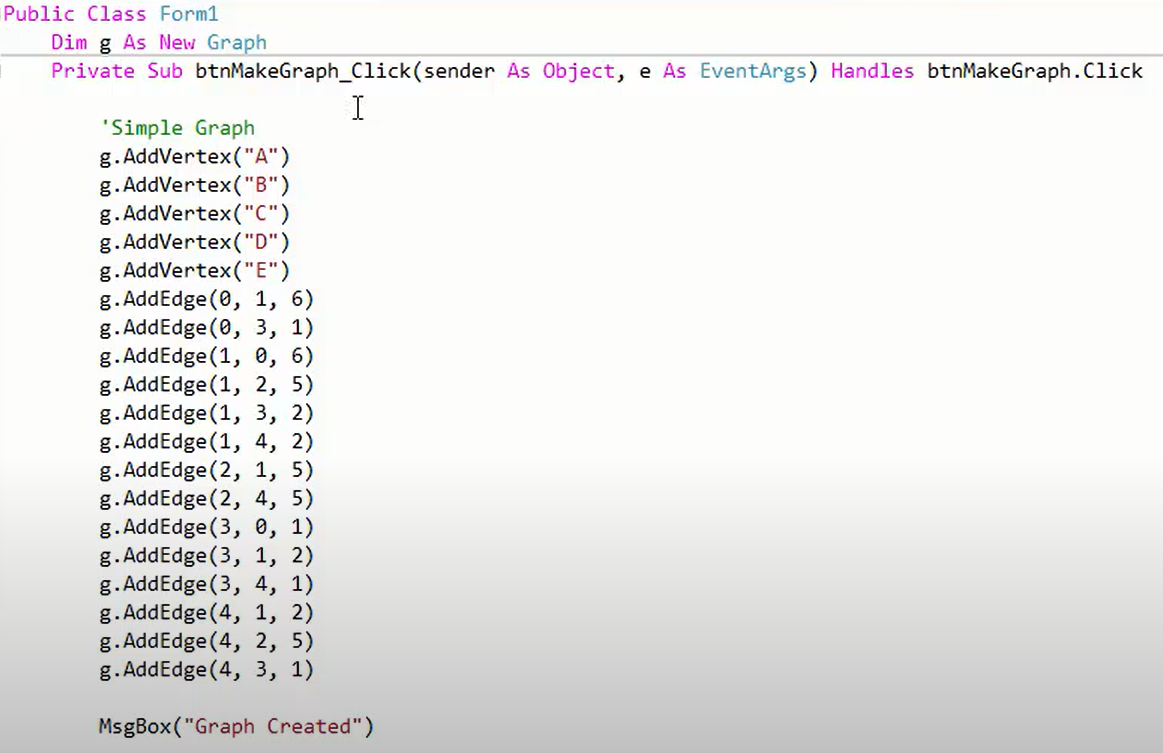 Public Class Form1
Dim g As New Graph
Private Sub btnMakeGraph_Click(sender As Object, e As EventArgs) Handles btnMakeGraph.Click
'Simple Graph
g.AddVertex("A")
g.AddVertex("B")
g.AddVertex("C")
g.AddVertex("D")
g.AddVertex("E")
g.AddEdge(0, 1, 6)
g.AddEdge(0, 3, 1)
g.AddEdge(1, 0, 6)
g.AddEdge(1, 2, 5)
g.AddEdge(1, 3, 2)
g.AddEdge(1, 4, 2)
g.AddEdge(2, 1, 5)
g.AddEdge(2, 4, 5)
g.AddEdge(3, 0, 1)
g.AddEdge(3, 1, 2)
g.AddEdge(3, 4, 1)
g.AddEdge(4, 1, 2)
g.AddEdge(4, 2, 5)
g.AddEdge(4, 3, 1)
MsgBox("Graph Created")